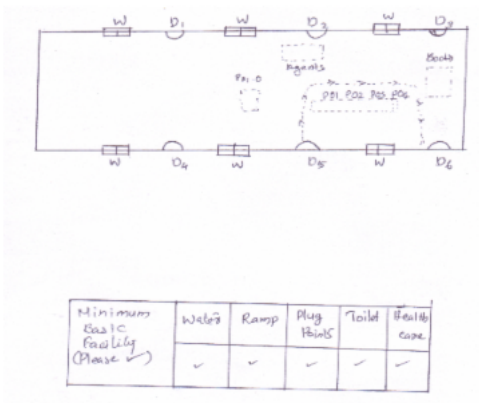 W D1 W D2 W D3
Agents
Booth
PRI-O
PO1 PO2 PO3 PO4
W D4 W D5 W D6
Minimum Basic Facility (Please ✓)
Water
Ramp
Plug Points
Toilet
Health care
✓ ✓ ✓ ✓ ✓